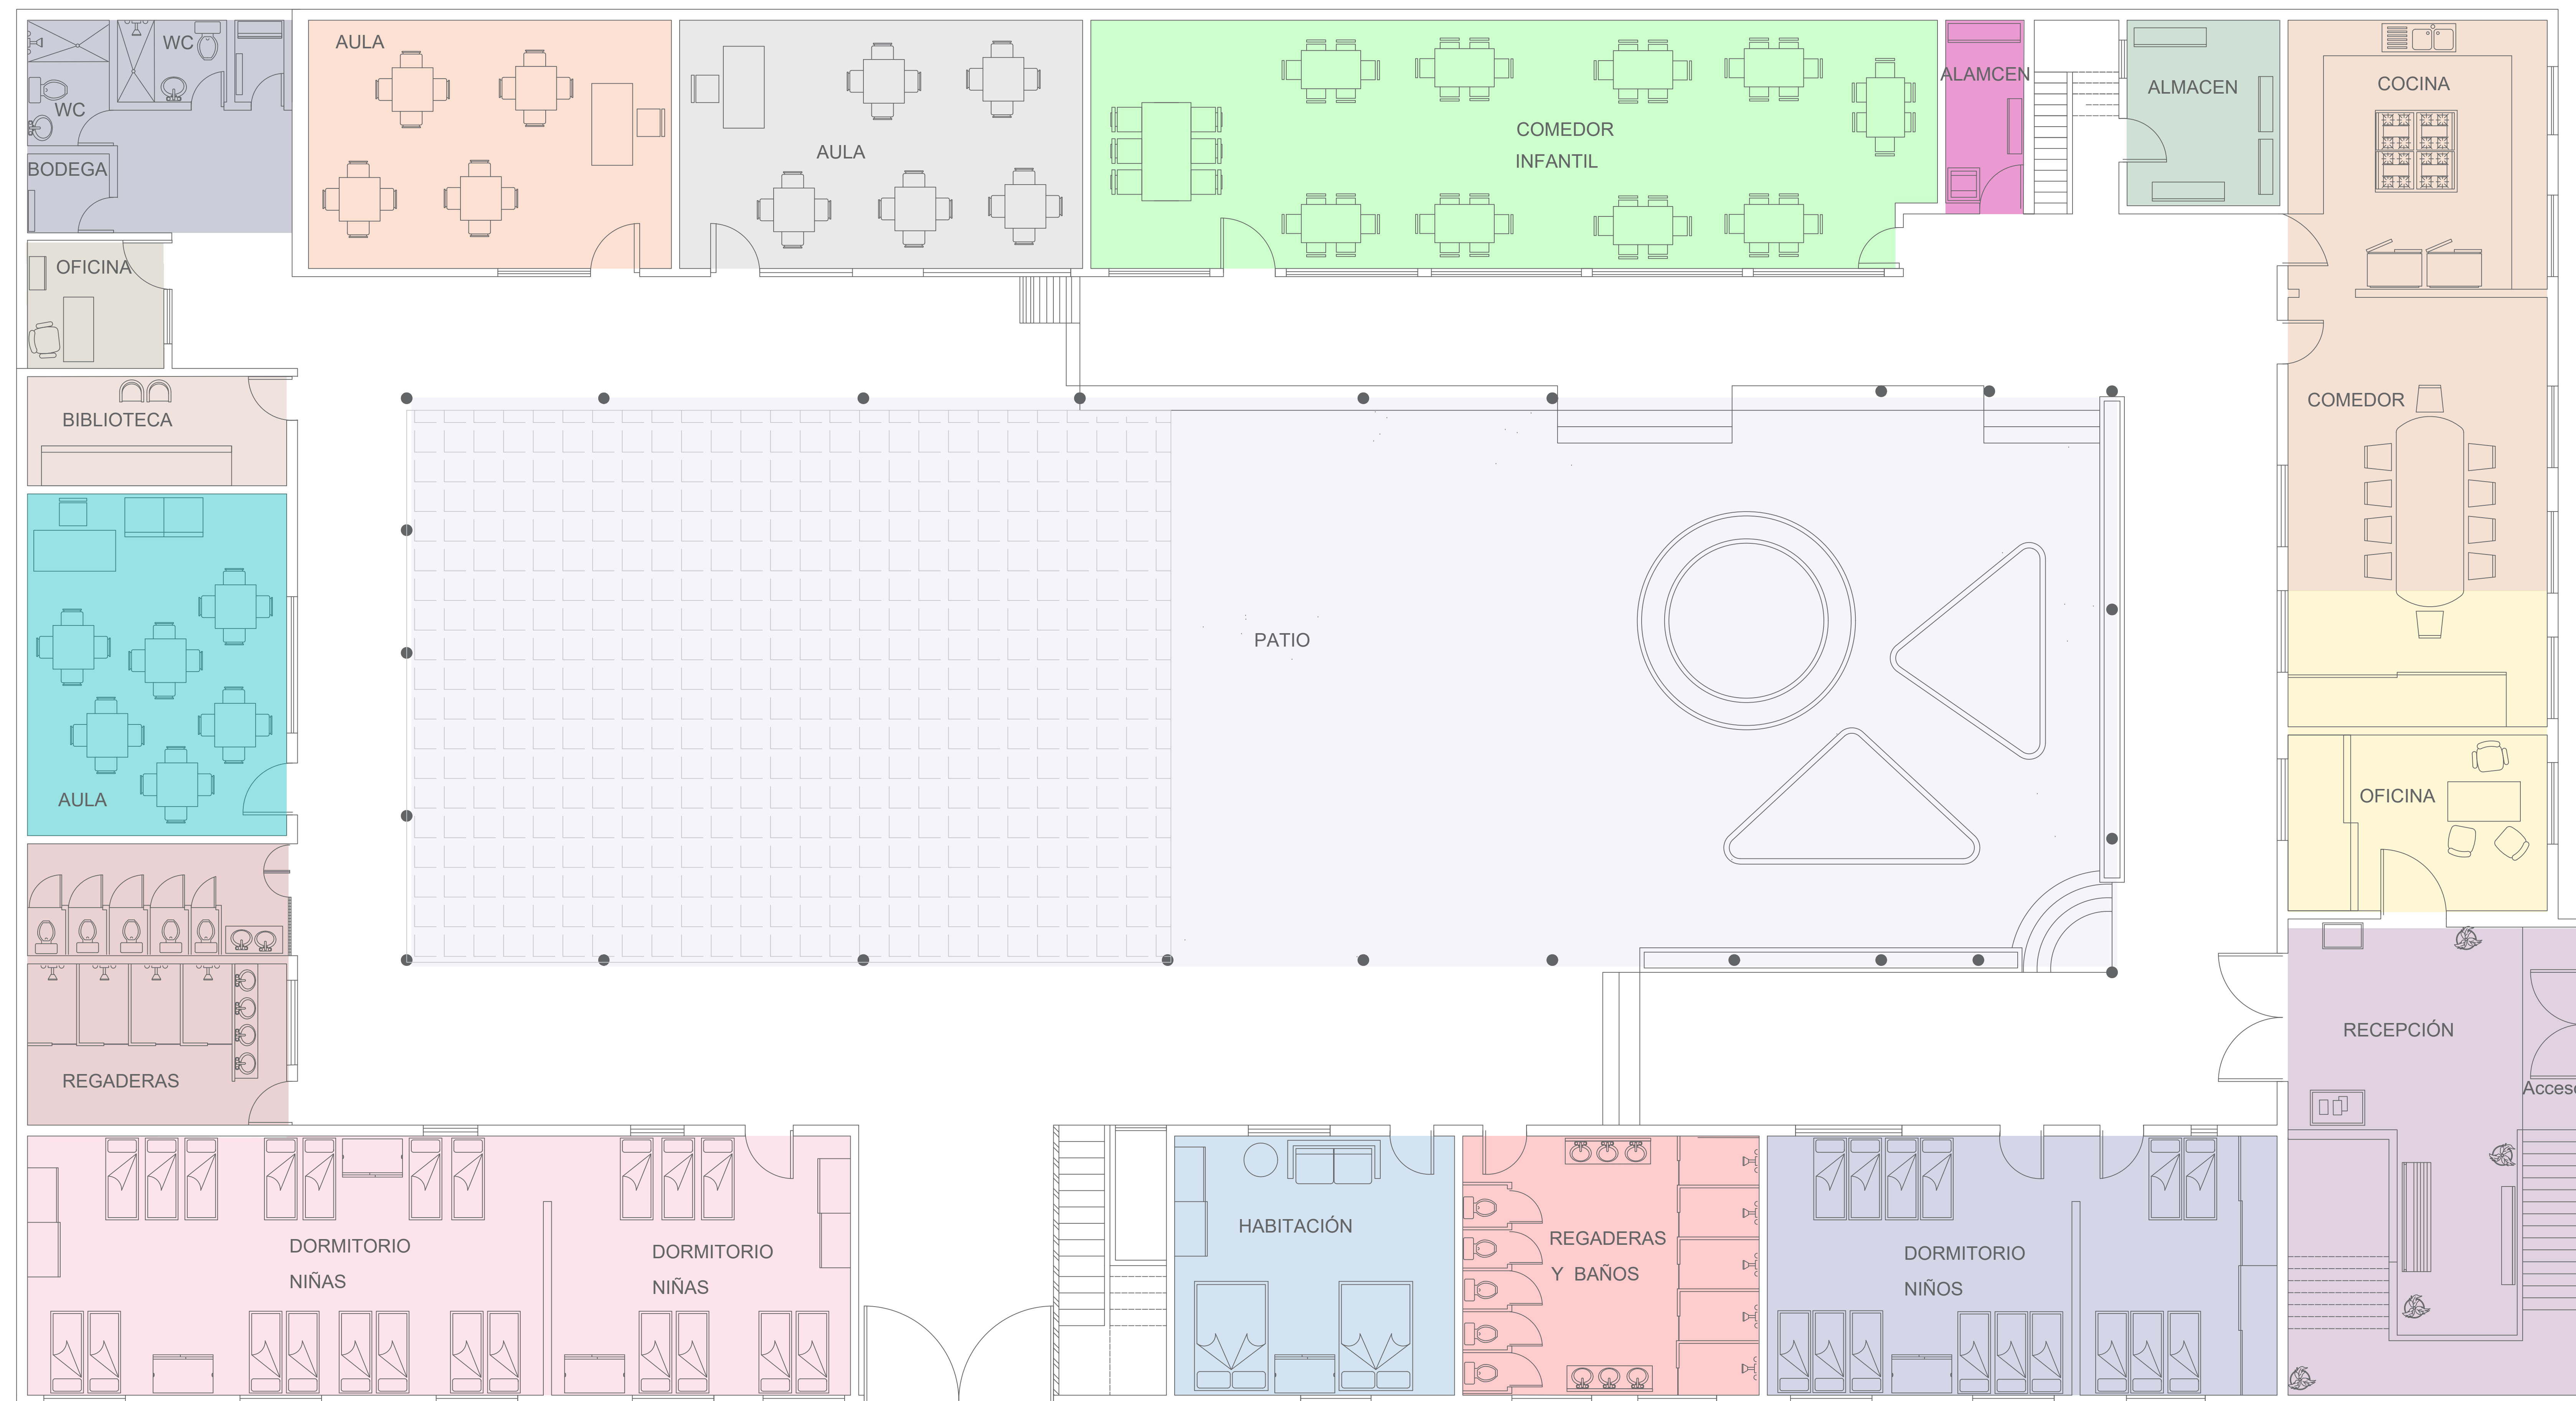 WC
WC
BODEGA
AULA
AULA
COMEDOR
INFANTIL
ALAMCEN
ALMACEN
COCINA
OFICINA
BIBLIOTECA
COMEDOR
PATIO
AULA
OFICINA
REGADERAS
RECEPCIÓN
Acces
DORMITORIO
NIÑAS
DORMITORIO
NIÑAS
HABITACIÓN
REGADERAS
Y BAÑOS
DORMITORIO
NIÑOS